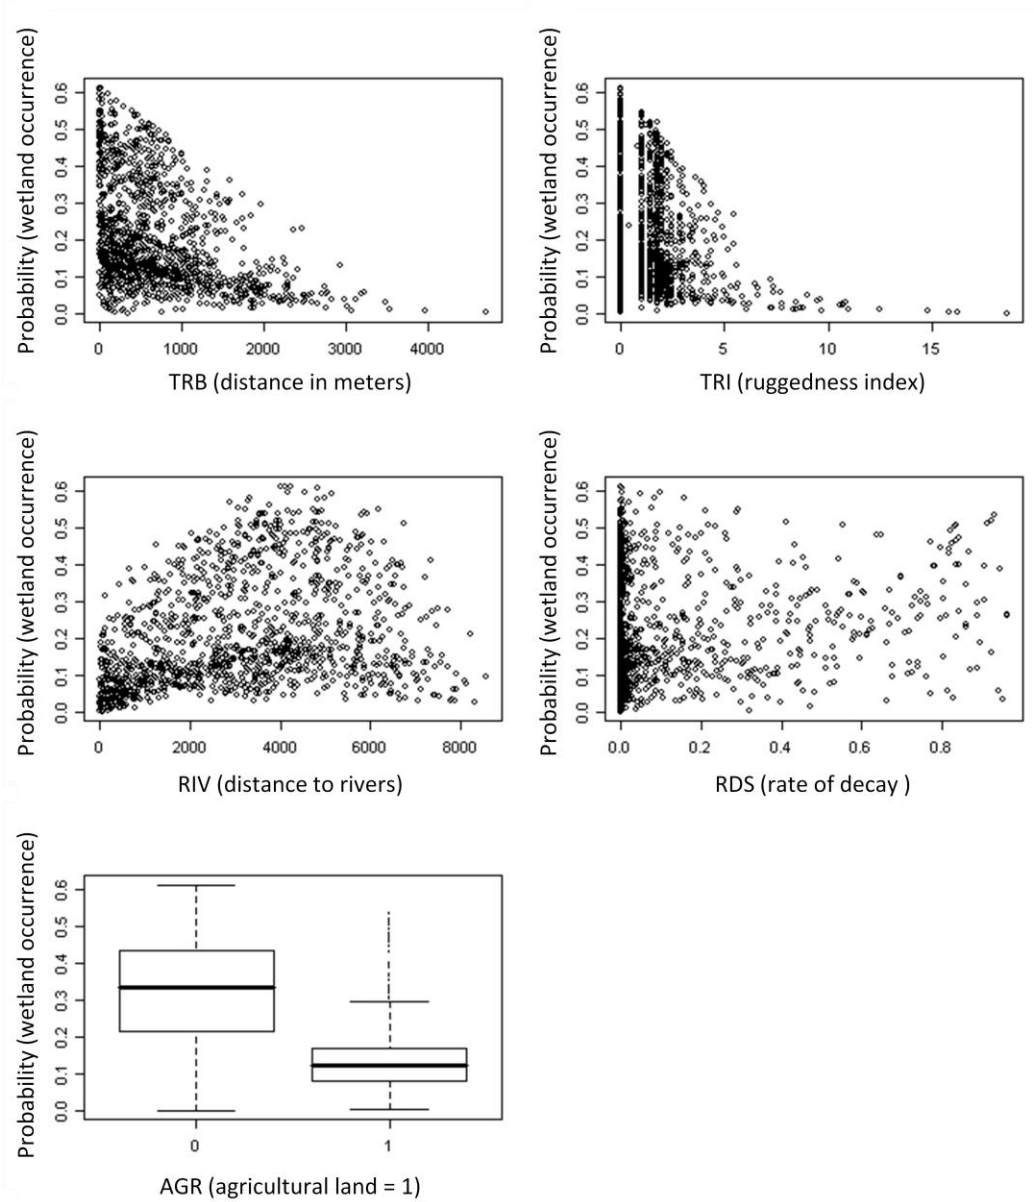 Probability (wetland occurrence)
0.0 0.1 0.2 0.3 0.4 0.5 0.6
0 1000 2000 3000 4000
TRB (distance in meters)
Probability (wetland occurrence)
0.0 0.1 0.2 0.3 0.4 0.5 0.6
0 5 10 15
TRI (ruggedness index)
Probability (wetland occurrence)
0.0 0.1 0.2 0.3 0.4 0.5 0.6
0 2000 4000 6000 8000
RIV (distance to rivers)
Probability (wetland occurrence)
0.0 0.1 0.2 0.3 0.4 0.5 0.6
0.0 0.2 0.4 0.6 0.8
RDS (rate of decay )
Probability (wetland occurrence)
0.0 0.1 0.2 0.3 0.4 0.5 0.6
0 1
AGR (agricultural land = 1)